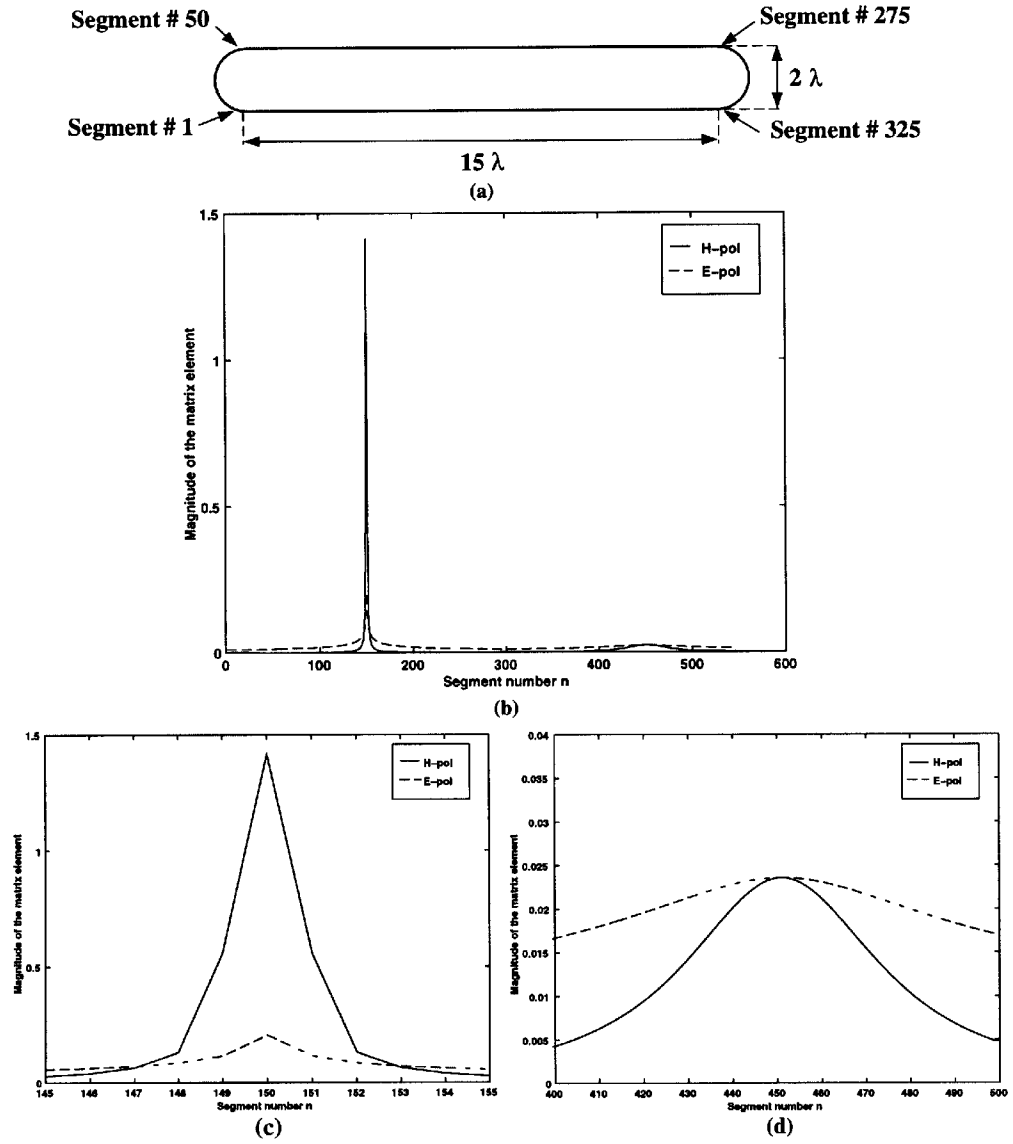 Segment # 50
Segment # 275
2 λ
Segment # 1
Segment # 325
15 λ
(a)
1.5
1
0.5
0
Magnitude of the matrix element
H-pol
E-pol
0 100 200 300 400 500 600
Segment number n
(b)
1.5
1
0.5
0
Magnitude of the matrix element
H-pol
E-pol
145 146 147 148 149 150 151 152 153 154 155
Segment number n
(c)
0.04
0.035
0.03
0.025
0.02
0.015
0.01
0.005
0
Magnitude of the matrix element
H-pol
E-pol
400 410 420 430 440 450 460 470 480 490 500
Segment number n
(d)